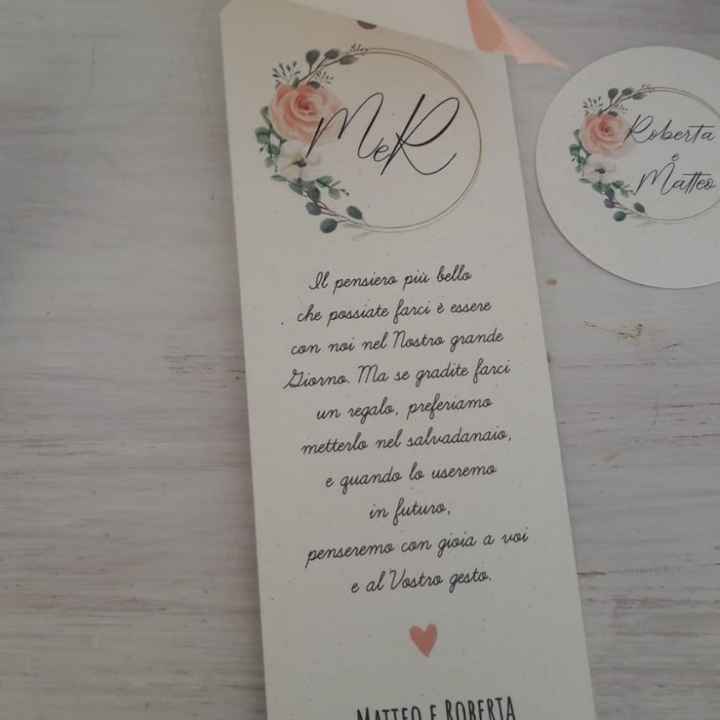 MeR
Il pensiero più bello
che possiate farci è essere
con noi nel Nostro grande
Giorno. Ma se gradite farci
un regalo, preferiamo
metterlo nel salvadanaio,
e quando lo useremo
in futuro,
penseremo con gioia a voi
e al Vostro gesto.
MATTEO E ROBERTA
Roberta
e
Matteo